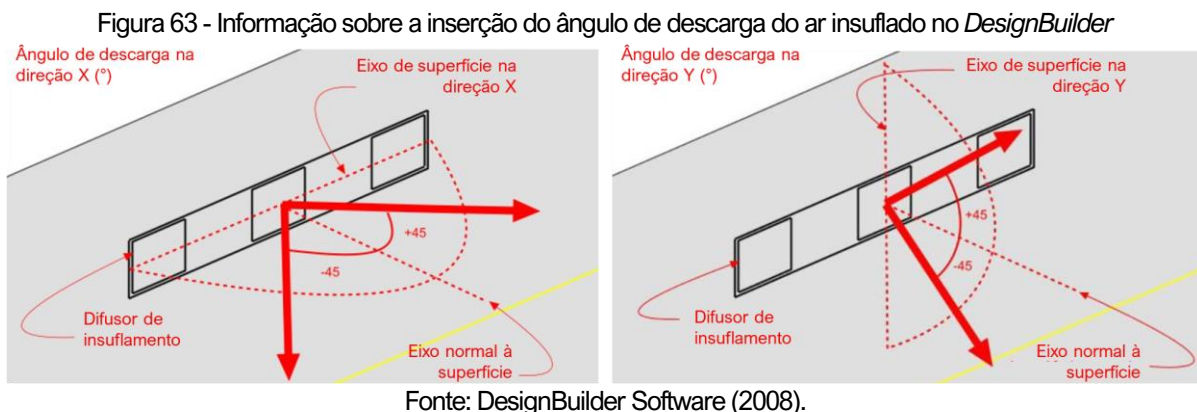 Figura 63 - Informação sobre a inserção do ângulo de descarga do ar insuflado no DesignBuilder
Ângulo de descarga na
direção X (°)
Eixo de superfície na
direção X
+45
-45
Difusor de
insuflamento
Eixo normal à
superfície
Ângulo de descarga na
direção Y (°)
Eixo de superfície na
direção Y
+45
-45
Difusor de
insuflamento
Eixo normal à
superfície
Fonte: DesignBuilder Software (2008).